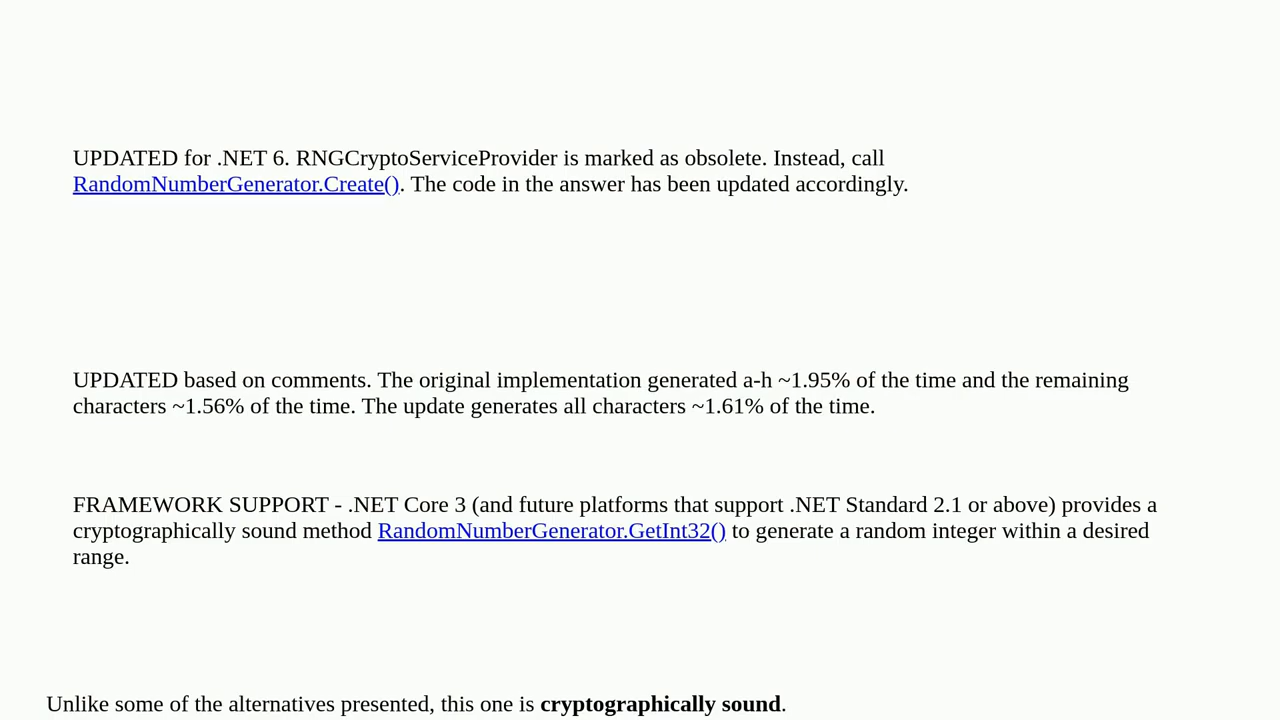 UPDATED for .NET 6. RNGCryptoServiceProvider is marked as obsolete. Instead, call
RandomNumberGenerator.Create(). The code in the answer has been updated accordingly.
UPDATED based on comments. The original implementation generated a-h ~1.95% of the time and the remaining
characters ~1.56% of the time. The update generates all characters ~1.61% of the time.
FRAMEWORK SUPPORT - .NET Core 3 (and future platforms that support .NET Standard 2.1 or above) provides a
cryptographically sound method RandomNumberGenerator.GetInt32() to generate a random integer within a desired
range.
Unlike some of the alternatives presented, this one is cryptographically sound.